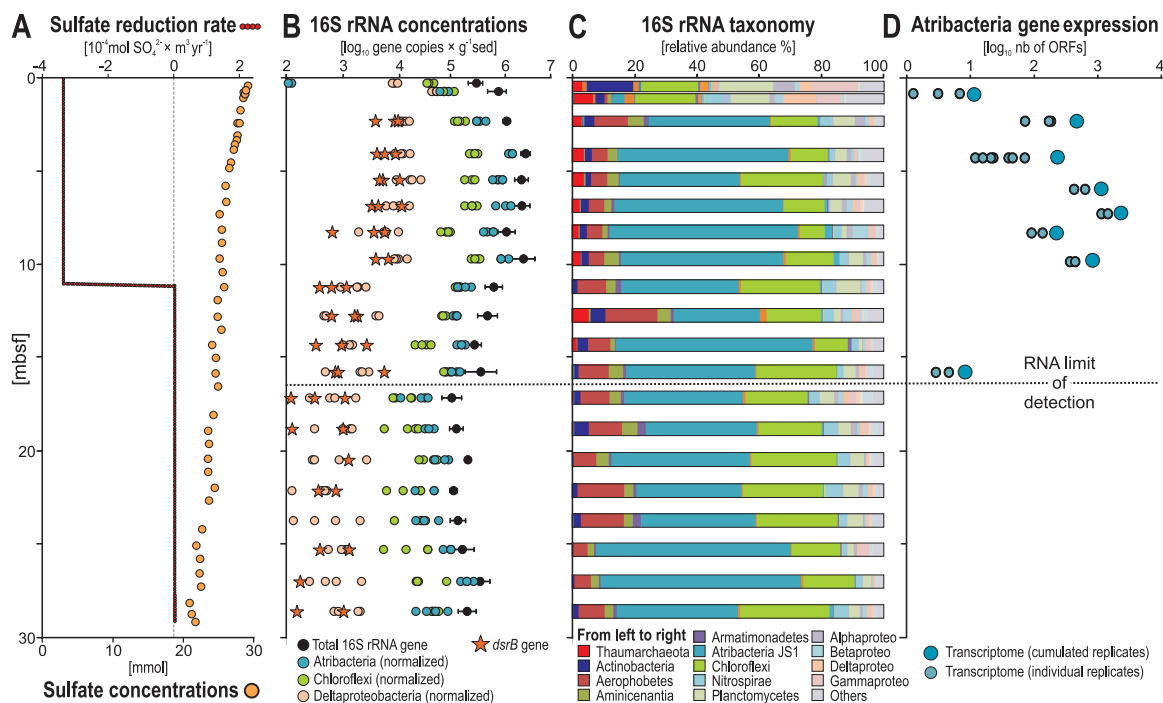 A
Sulfate reduction rate
[10⁻⁴mol SO₄²⁻ × m³ yr⁻¹]
-4 -2 0 2
0
10
20
30
[mbsf]
0 10 20 30
[mmol]
Sulfate concentrations
B
16S rRNA concentrations
[log₁₀ gene copies × g⁻¹sed]
2 3 4 5 6 7
Total 16S rRNA gene
dsrB gene
Atribacteria (normalized)
Chloroflexi (normalized)
Deltaproteobacteria (normalized)
C
16S rRNA taxonomy
[relative abundance %]
0 20 40 60 80 100
From left to right
Thaumarchaeota
Actinobacteria
Aerophobetes
Aminicenantia
Armatimonadetes
Atribacteria JS1
Chloroflexi
Nitrospirae
Planctomycetes
Alphaproteo
Betaproteo
Deltaproteo
Gammaproteo
Others
D
Atribacteria gene expression
[log₁₀ nb of ORFs]
0 1 2 3 4
RNA limit
of
detection
Transcriptome (cumulated replicates)
Transcriptome (individual replicates)